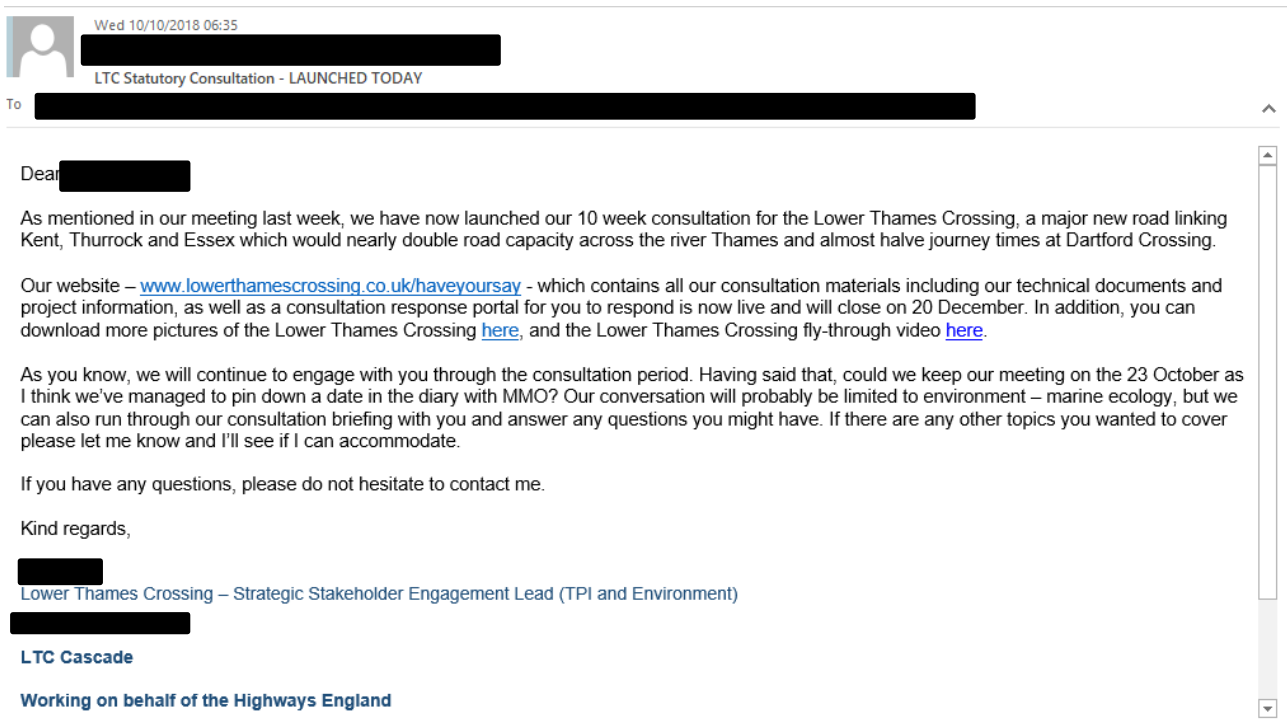 Wed 10/10/2018 06:35
LTC Statutory Consultation - LAUNCHED TODAY
To
Dear
As mentioned in our meeting last week, we have now launched our 10 week consultation for the Lower Thames Crossing, a major new road linking
Kent, Thurrock and Essex which would nearly double road capacity across the river Thames and almost halve journey times at Dartford Crossing.
Our website – www.lowerthamescrossing.co.uk/haveyoursay - which contains all our consultation materials including our technical documents and
project information, as well as a consultation response portal for you to respond is now live and will close on 20 December. In addition, you can
download more pictures of the Lower Thames Crossing here, and the Lower Thames Crossing fly-through video here.
As you know, we will continue to engage with you through the consultation period. Having said that, could we keep our meeting on the 23 October as
I think we've managed to pin down a date in the diary with MMO? Our conversation will probably be limited to environment – marine ecology, but we
can also run through our consultation briefing with you and answer any questions you might have. If there are any other topics you wanted to cover
please let me know and I'll see if I can accommodate.
If you have any questions, please do not hesitate to contact me.
Kind regards,
Lower Thames Crossing – Strategic Stakeholder Engagement Lead (TPI and Environment)
LTC Cascade
Working on behalf of the Highways England